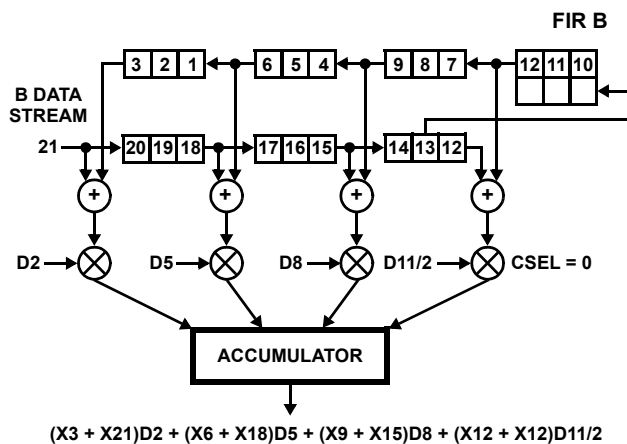 FIR B
3 2 1 6 5 4 9 8 7 12 11 10
B DATA
STREAM
21 20 19 18 17 16 15 14 13 12
+ + + +
D2 D5 D8 D11/2 CSEL = 0
ACCUMULATOR
(X3 + X21)D2 + (X6 + X18)D5 + (X9 + X15)D8 + (X12 + X12)D11/2